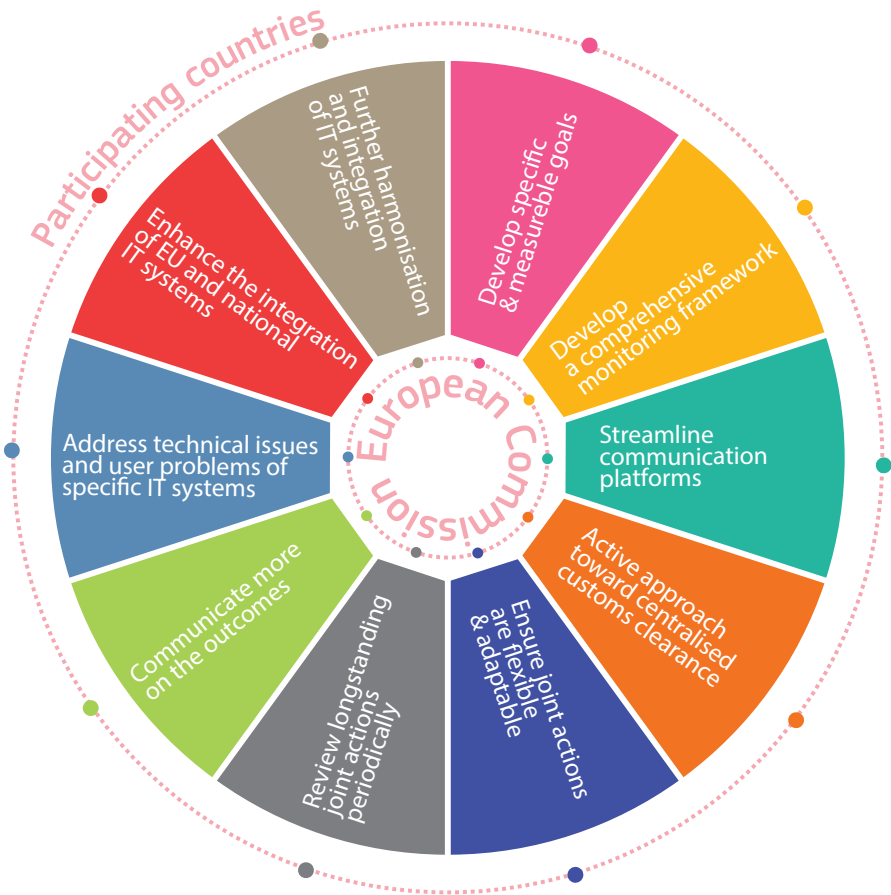 Participating countries
Develop specific
& measureble goals
Develop
a comprehensive
monitoring framework
Streamline
communication
platforms
Active approach
toward centralised
customs clearance
Ensure joint actions
are flexible
& adaptable
Review longstanding
joint actions
periodically
Communicate more
on the outcomes
Address technical issues
and user problems of
specific IT systems
Enhance the integration
of EU and national
IT systems
Further harmonisation
and integration
of IT systems
European Commission